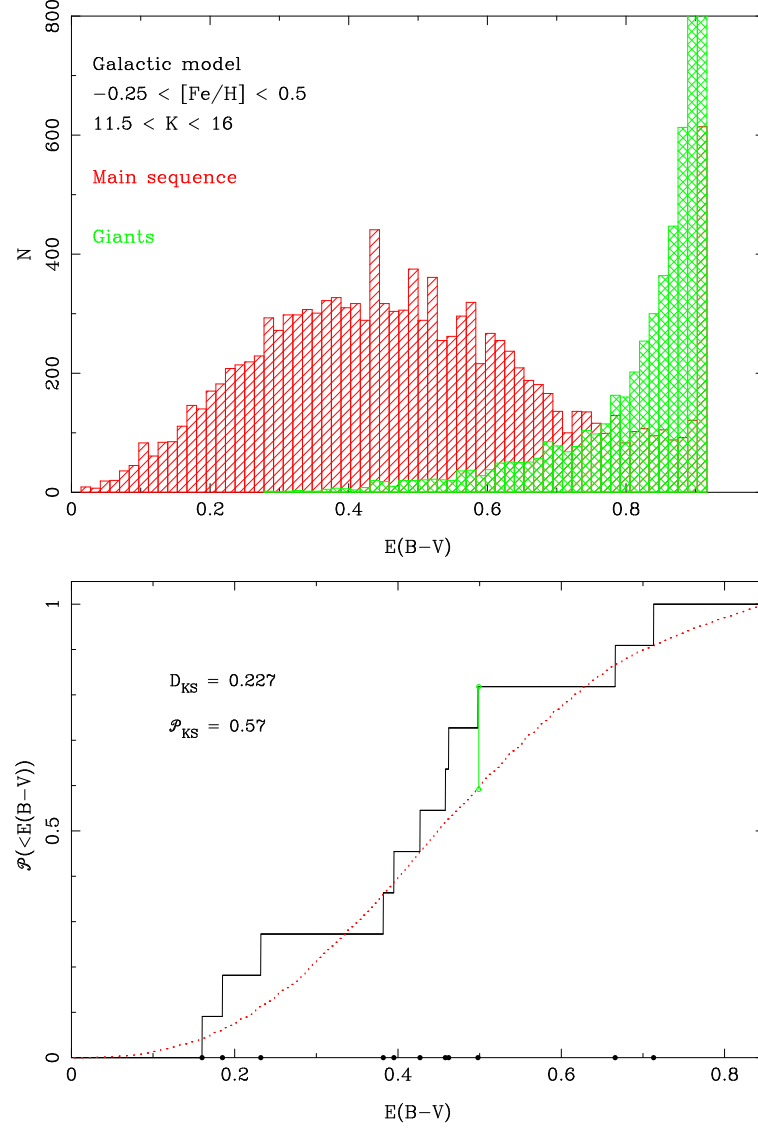 800
600
400
200
0
N
Galactic model
−0.25 < [Fe/H] < 0.5
11.5 < K < 16
Main sequence
Giants
0 0.2 0.4 0.6 0.8
E(B−V)
1
0.5
0
𝒫(<E(B−V))
D_KS = 0.227
𝒫_KS = 0.57
0 0.2 0.4 0.6 0.8
E(B−V)